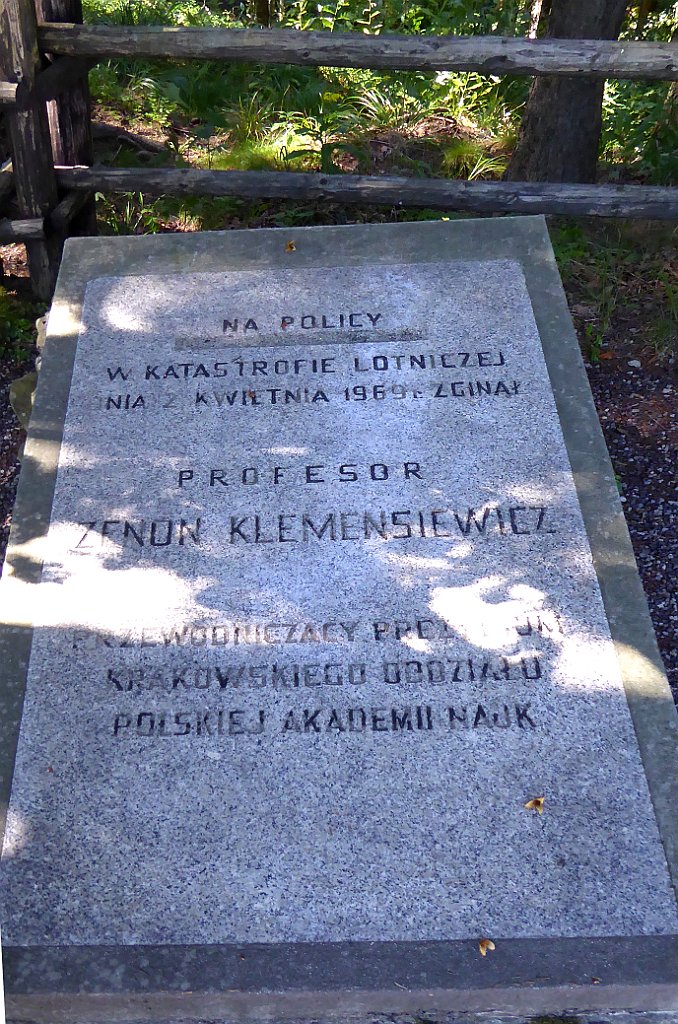 NA POLICY
W KATASTROFIE LOTNICZEJ
DNIA 2 KWIETNIA 1969 r. ZGINĄŁ
PROFESOR
ZENON KLEMENSIEWICZ
PRZEWODNICZĄCY PREZYDIUM
KRAKOWSKIEGO ODDZIAŁU
POLSKIEJ AKADEMII NAUK